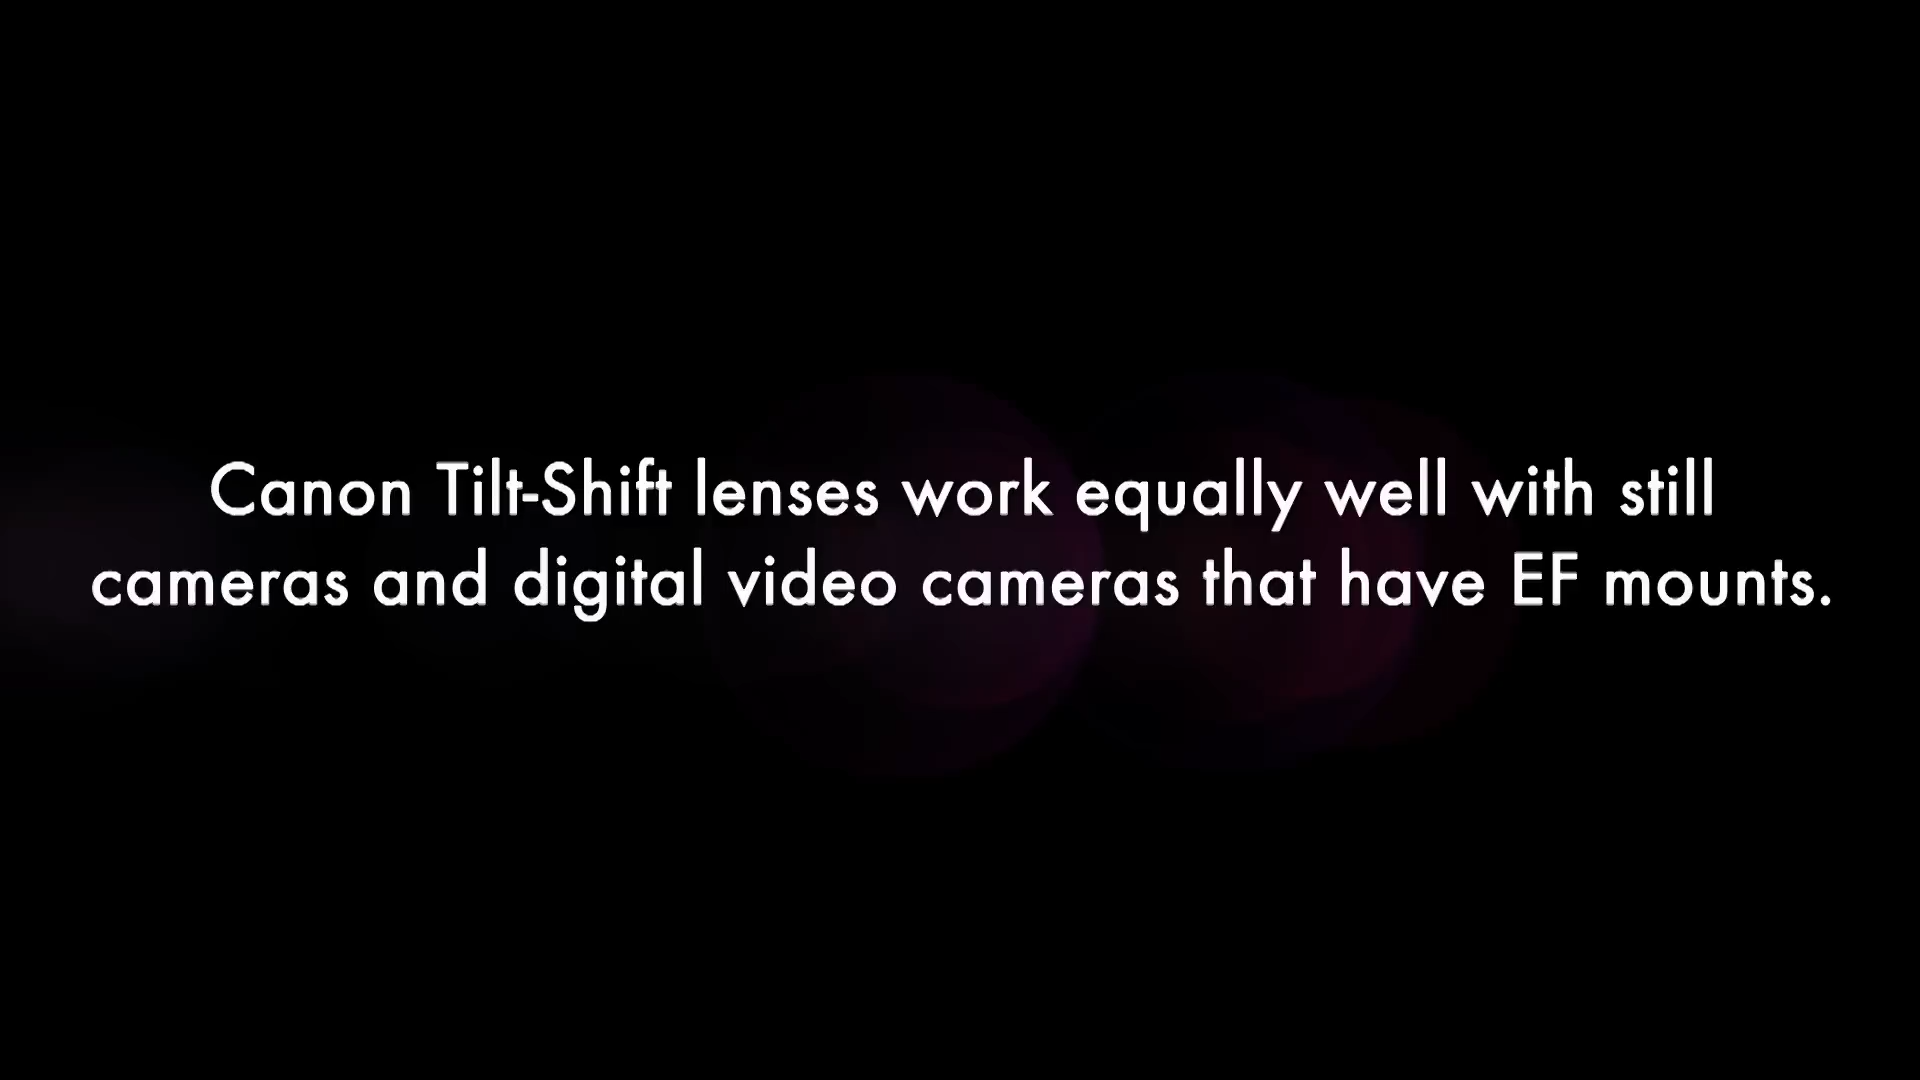 Canon Tilt-Shift lenses work equally well with still
cameras and digital video cameras that have EF mounts.